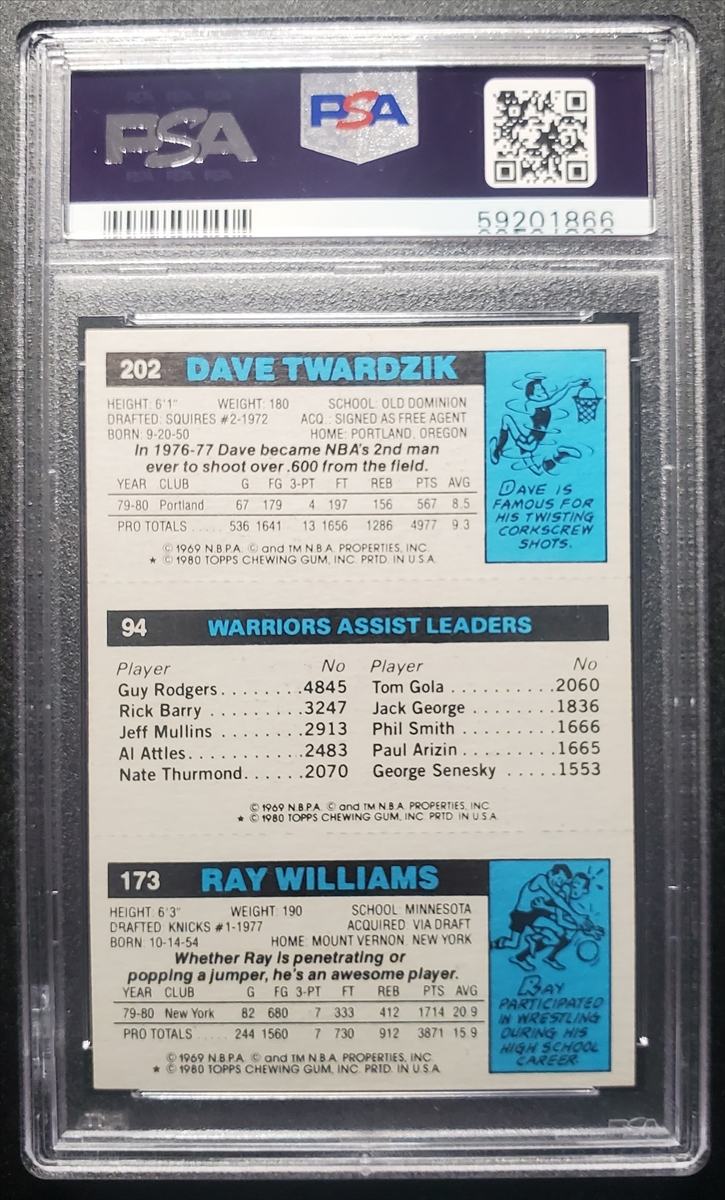 PSA
PSA
59201866
202 DAVE TWARDZIK
HEIGHT: 6'1" WEIGHT: 180 SCHOOL: OLD DOMINION
DRAFTED: SQUIRES #2-1972 ACQ.: SIGNED AS FREE AGENT
BORN: 9-20-50 HOME: PORTLAND, OREGON
In 1976-77 Dave became NBA's 2nd man
ever to shoot over .600 from the field.
YEAR CLUB G FG 3-PT FT REB PTS AVG
79-80 Portland 67 179 4 197 156 567 8.5
PRO TOTALS ..... 536 1641 13 1656 1286 4977 9.3
© 1969 N.B.P.A. © and TM N.B.A. PROPERTIES, INC.
★ © 1980 TOPPS CHEWING GUM, INC. PRTD. IN U.S.A.
DAVE IS
FAMOUS FOR
HIS TWISTING
CORKSCREW
SHOTS.
94 WARRIORS ASSIST LEADERS
Player No Player No
Guy Rodgers........4845 Tom Gola..........2060
Rick Barry ........3247 Jack George ........1836
Jeff Mullins ........2913 Phil Smith ..........1666
Al Attles...........2483 Paul Arizin .........1665
Nate Thurmond......2070 George Senesky .....1553
© 1969 N.B.P.A. © and TM N.B.A. PROPERTIES, INC.
★ © 1980 TOPPS CHEWING GUM, INC. PRTD. IN U.S.A.
173 RAY WILLIAMS
HEIGHT: 6'3" WEIGHT: 190 SCHOOL: MINNESOTA
DRAFTED: KNICKS #1-1977 ACQUIRED: VIA DRAFT
BORN: 10-14-54 HOME: MOUNT VERNON, NEW YORK
Whether Ray is penetrating or
popping a jumper, he's an awesome player.
YEAR CLUB G FG 3-PT FT REB PTS AVG
79-80 New York 82 680 7 333 412 1714 20.9
PRO TOTALS ..... 244 1560 7 730 912 3871 15.9
© 1969 N.B.P.A. © and TM N.B.A. PROPERTIES, INC.
★ © 1980 TOPPS CHEWING GUM, INC. PRTD. IN U.S.A.
RAY
PARTICIPATED
IN WRESTLING
DURING HIS
HIGH SCHOOL
CAREER.
PSA